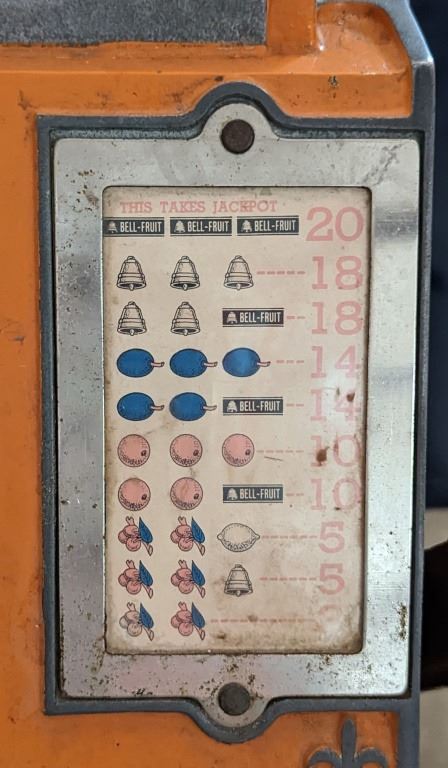 THIS TAKES JACKPOT
BELL-FRUIT BELL-FRUIT BELL-FRUIT 20
18
BELL-FRUIT 18
14
BELL-FRUIT 14
10
BELL-FRUIT 10
5
5